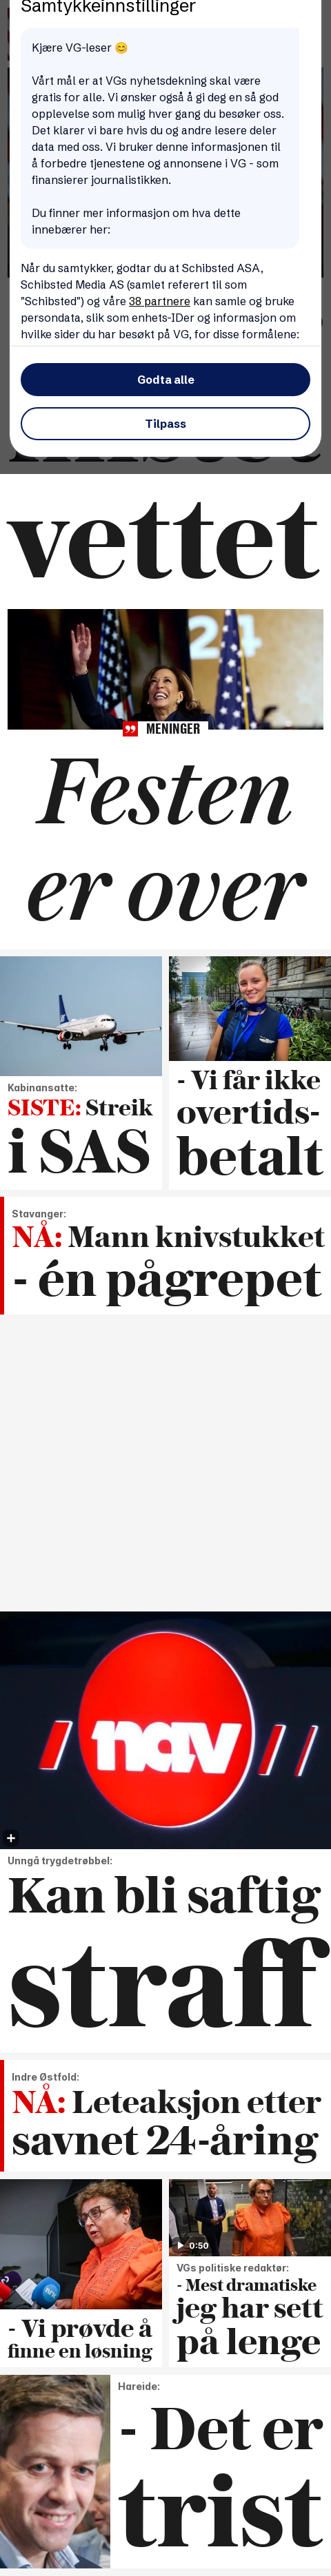 Samtykkeinnstillinger
Kjære VG-leser 😊
Vårt mål er at VGs nyhetsdekning skal være
gratis for alle. Vi ønsker også å gi deg en så god
opplevelse som mulig hver gang du besøker oss.
Det klarer vi bare hvis du og andre lesere deler
data med oss. Vi bruker denne informasjonen til
å forbedre tjenestene og annonsene i VG - som
finansierer journalistikken.
Du finner mer informasjon om hva dette
innebærer her:
Når du samtykker, godtar du at Schibsted ASA,
Schibsted Media AS (samlet referert til som
"Schibsted") og våre 38 partnere kan samle og bruke
persondata, slik som enhets-IDer og informasjon om
hvilke sider du har besøkt på VG, for disse formålene:
Godta alle
Tilpass
vettet
24
MENINGER
Festen
er over
Kabinansatte:
SISTE: Streik
i SAS
- Vi får ikke
overtids-
betalt
Stavanger:
NÅ: Mann knivstukket
- én pågrepet
nav
Unngå trygdetrøbbel:
Kan bli saftig
straff
Indre Østfold:
NÅ: Leteaksjon etter
savnet 24-åring
- Vi prøvde å
finne en løsning
0:50
VGs politiske redaktør:
- Mest dramatiske
jeg har sett
på lenge
Hareide:
- Det er
trist